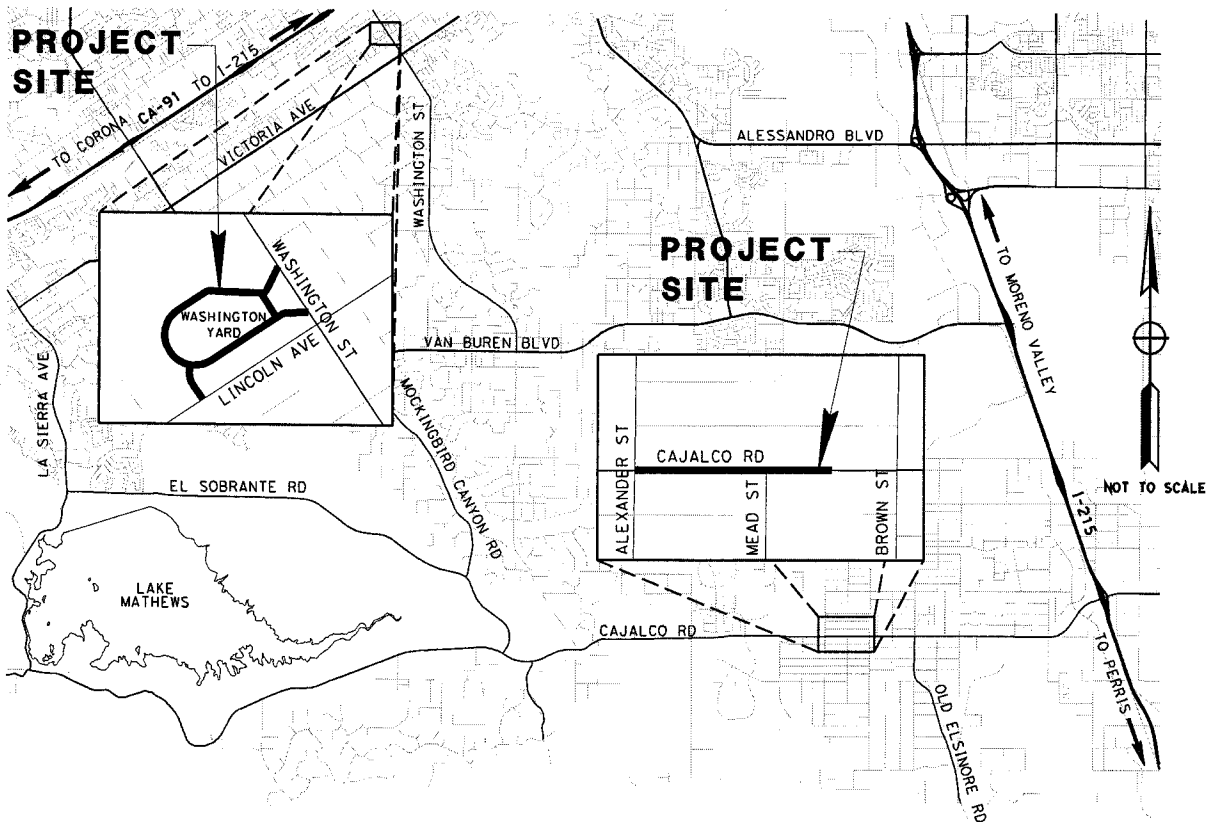 PROJECT
SITE
TO CORONA CA-91 TO I-215
VICTORIA AVE
WASHINGTON ST
ALESSANDRO BLVD
WASHINGTON ST
WASHINGTON
YARD
LINCOLN AVE
PROJECT
SITE
TO MORENO VALLEY
VAN BUREN BLVD
LA SIERRA AVE
MOCKINGBIRD CANYON RD
ALEXANDER ST
CAJALCO RD
MEAD ST
BROWN ST
NOT TO SCALE
I-215
EL SOBRANTE RD
LAKE
MATHEWS
CAJALCO RD
TO PERRIS
OLD ELSINORE RD